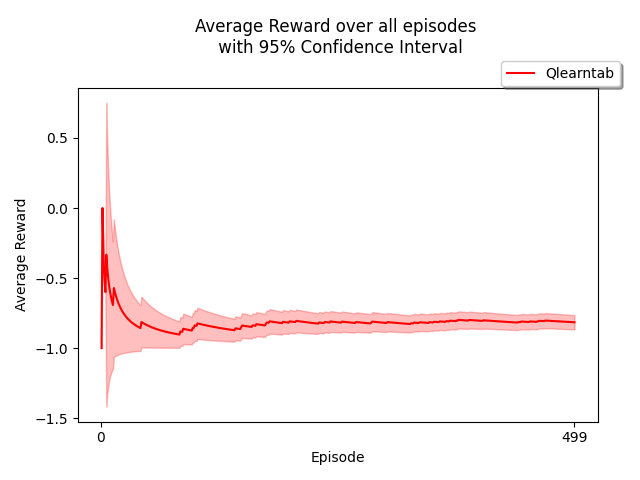 Average Reward over all episodes
with 95% Confidence Interval
Qlearntab
0.5
0.0
−0.5
−1.0
−1.5
Average Reward
0
499
Episode